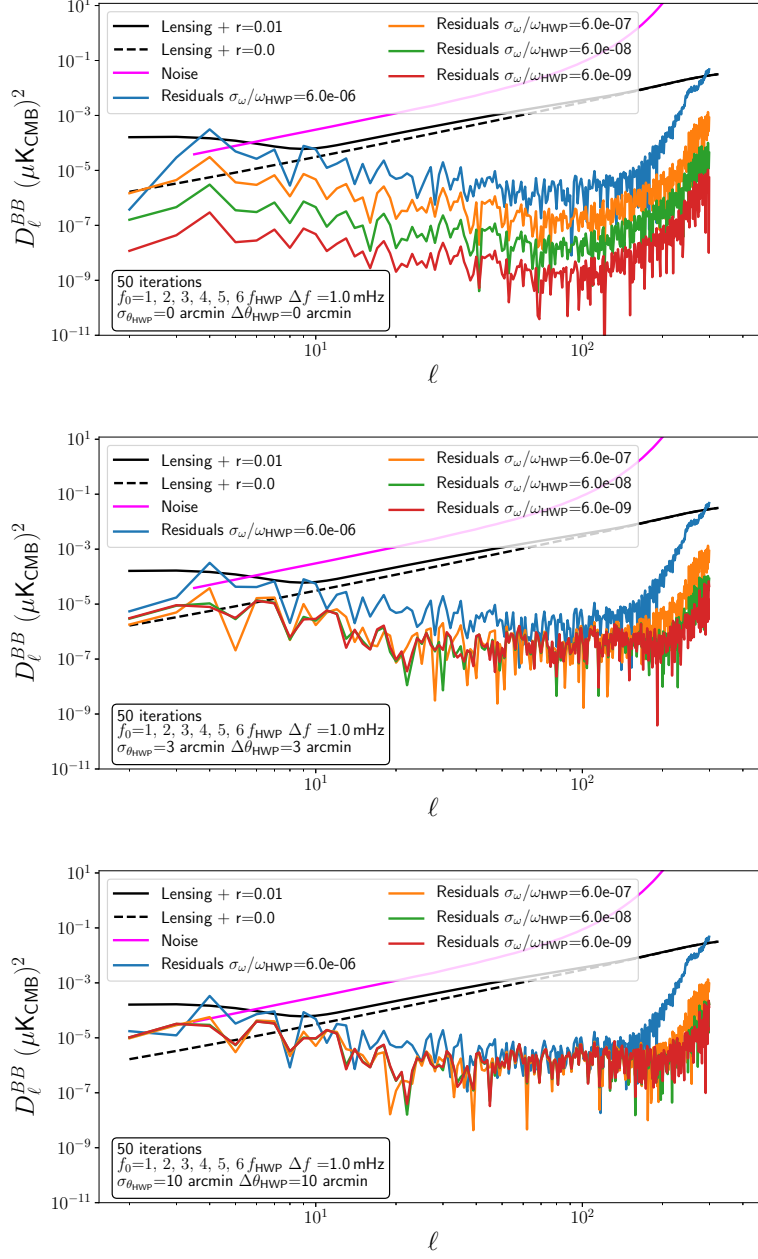 Lensing + r=0.01
Lensing + r=0.0
Noise
Residuals σ_ω/ω_HWP=6.0e-06
Residuals σ_ω/ω_HWP=6.0e-07
Residuals σ_ω/ω_HWP=6.0e-08
Residuals σ_ω/ω_HWP=6.0e-09
10^1
10^-1
10^-3
10^-5
10^-7
10^-9
10^-11
D_ℓ^BB (μK_CMB)^2
50 iterations
f_0=1, 2, 3, 4, 5, 6 f_HWP Δf =1.0 mHz
σ_θ_HWP=0 arcmin Δθ_HWP=0 arcmin
10^1 10^2
ℓ
Lensing + r=0.01
Lensing + r=0.0
Noise
Residuals σ_ω/ω_HWP=6.0e-06
Residuals σ_ω/ω_HWP=6.0e-07
Residuals σ_ω/ω_HWP=6.0e-08
Residuals σ_ω/ω_HWP=6.0e-09
10^1
10^-1
10^-3
10^-5
10^-7
10^-9
10^-11
D_ℓ^BB (μK_CMB)^2
50 iterations
f_0=1, 2, 3, 4, 5, 6 f_HWP Δf =1.0 mHz
σ_θ_HWP=3 arcmin Δθ_HWP=3 arcmin
10^1 10^2
ℓ
Lensing + r=0.01
Lensing + r=0.0
Noise
Residuals σ_ω/ω_HWP=6.0e-06
Residuals σ_ω/ω_HWP=6.0e-07
Residuals σ_ω/ω_HWP=6.0e-08
Residuals σ_ω/ω_HWP=6.0e-09
10^1
10^-1
10^-3
10^-5
10^-7
10^-9
10^-11
D_ℓ^BB (μK_CMB)^2
50 iterations
f_0=1, 2, 3, 4, 5, 6 f_HWP Δf =1.0 mHz
σ_θ_HWP=10 arcmin Δθ_HWP=10 arcmin
10^1 10^2
ℓ